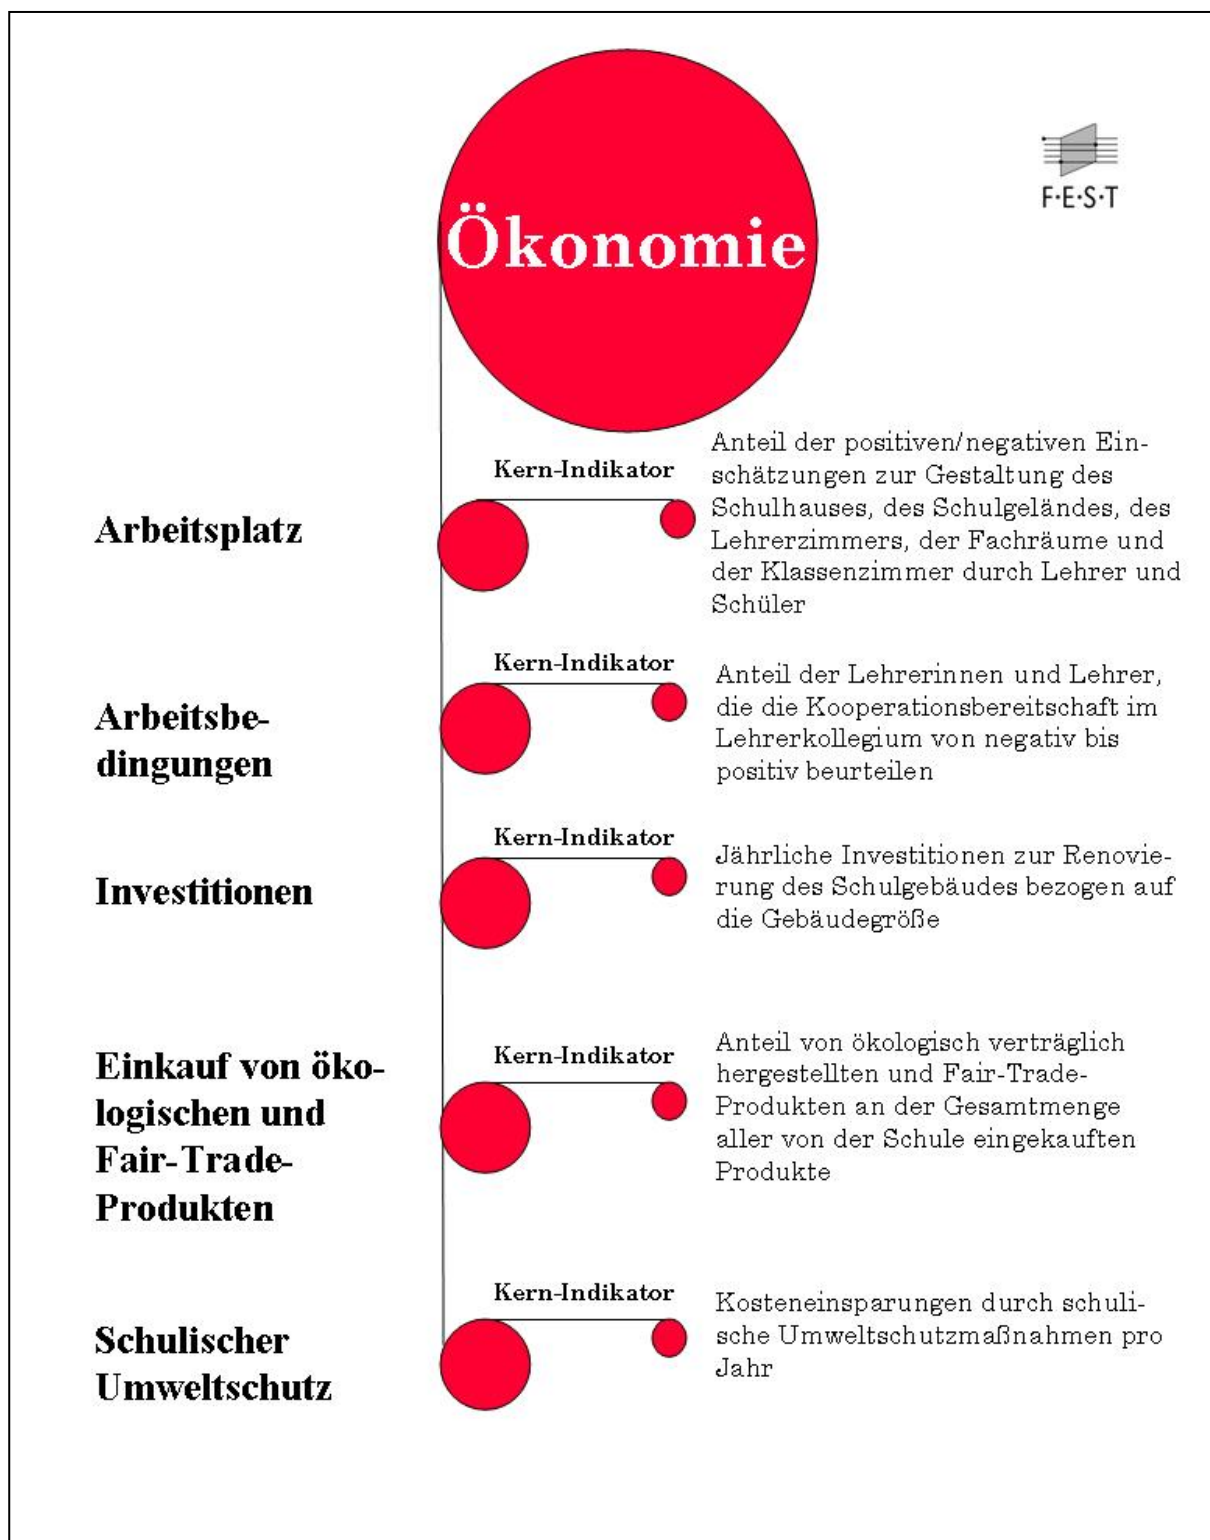 Ökonomie
F·E·S·T
Arbeitsplatz
Kern-Indikator
Anteil der positiven/negativen Ein-
schätzungen zur Gestaltung des
Schulhauses, des Schulgeländes, des
Lehrerzimmers, der Fachräume und
der Klassenzimmer durch Lehrer und
Schüler
Arbeitsbe-
dingungen
Kern-Indikator
Anteil der Lehrerinnen und Lehrer,
die die Kooperationsbereitschaft im
Lehrerkollegium von negativ bis
positiv beurteilen
Investitionen
Kern-Indikator
Jährliche Investitionen zur Renovie-
rung des Schulgebäudes bezogen auf
die Gebäudegröße
Einkauf von öko-
logischen und
Fair-Trade-
Produkten
Kern-Indikator
Anteil von ökologisch verträglich
hergestellten und Fair-Trade-
Produkten an der Gesamtmenge
aller von der Schule eingekauften
Produkte
Schulischer
Umweltschutz
Kern-Indikator
Kosteneinsparungen durch schuli-
sche Umweltschutzmaßnahmen pro
Jahr